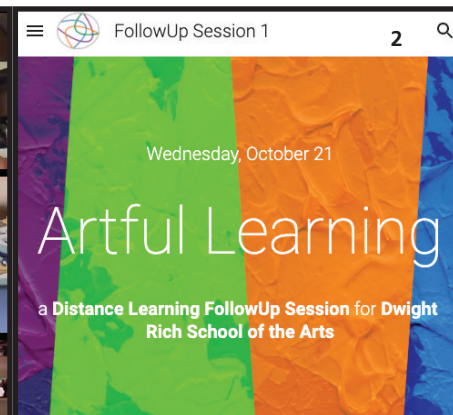 FollowUp Session 1
2
Wednesday, October 21
Artful Learning
a Distance Learning FollowUp Session for Dwight
Rich School of the Arts